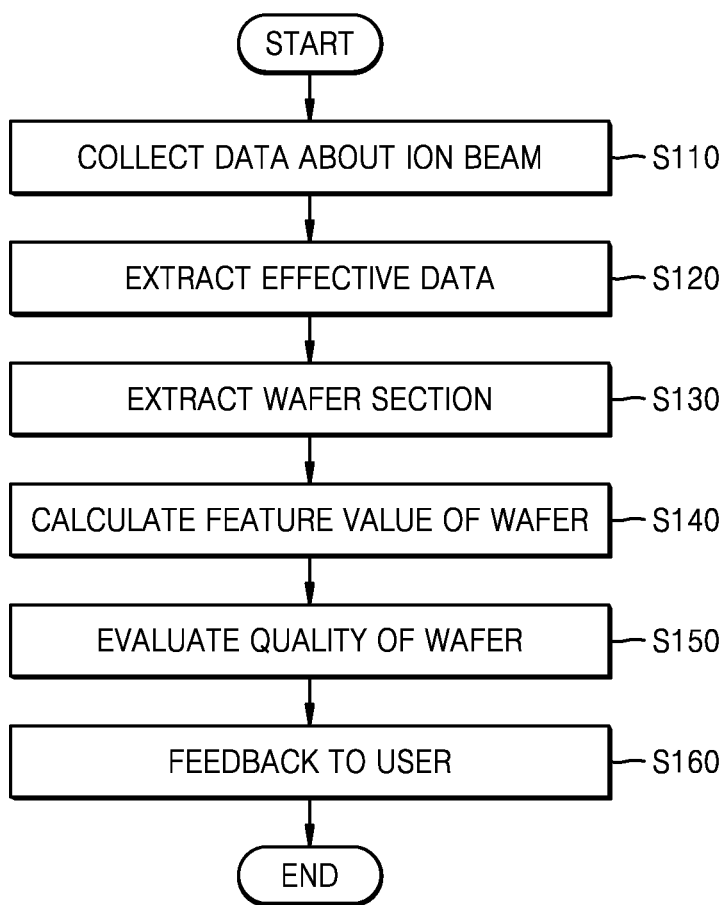 START
COLLECT DATA ABOUT ION BEAM S110
EXTRACT EFFECTIVE DATA S120
EXTRACT WAFER SECTION S130
CALCULATE FEATURE VALUE OF WAFER S140
EVALUATE QUALITY OF WAFER S150
FEEDBACK TO USER S160
END